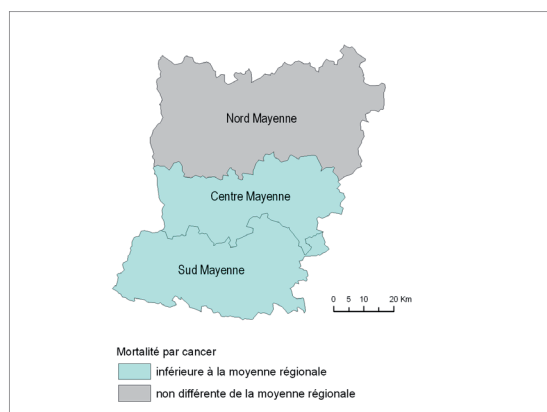 Nord Mayenne
Centre Mayenne
Sud Mayenne
0 5 10 20 Km
Mortalité par cancer
inférieure à la moyenne régionale
non différente de la moyenne régionale